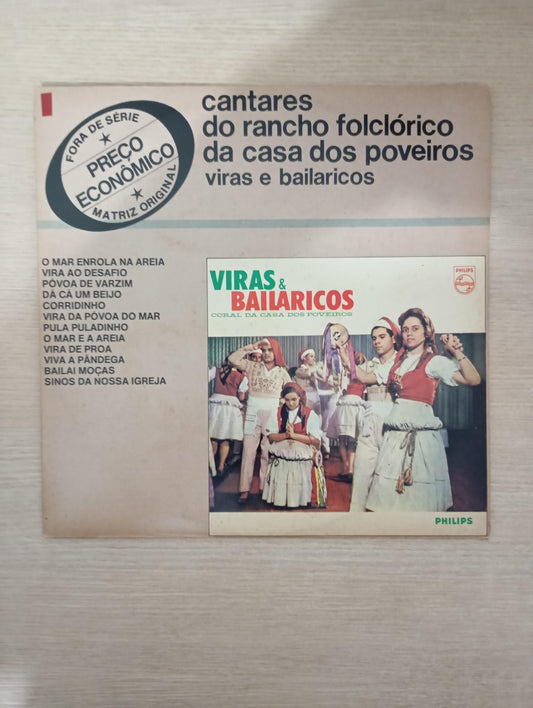 FORA DE SÉRIE
PREÇO
ECONÔMICO
MATRIZ ORIGINAL
cantares
do rancho folclórico
da casa dos poveiros
viras e bailaricos
O MAR ENROLA NA AREIA
VIRA AO DESAFIO
PÓVOA DE VARZIM
DÁ CÁ UM BEIJO
CORRIDINHO
VIRA DA PÓVOA DO MAR
PULA PULADINHO
O MAR E A AREIA
VIRA DE PROA
VIVA A PÂNDEGA
BAILAI MOÇAS
SINOS DA NOSSA IGREJA
VIRAS &
BAILARICOS
CORAL DA CASA DOS POVEIROS
PHILIPS
PHILIPS